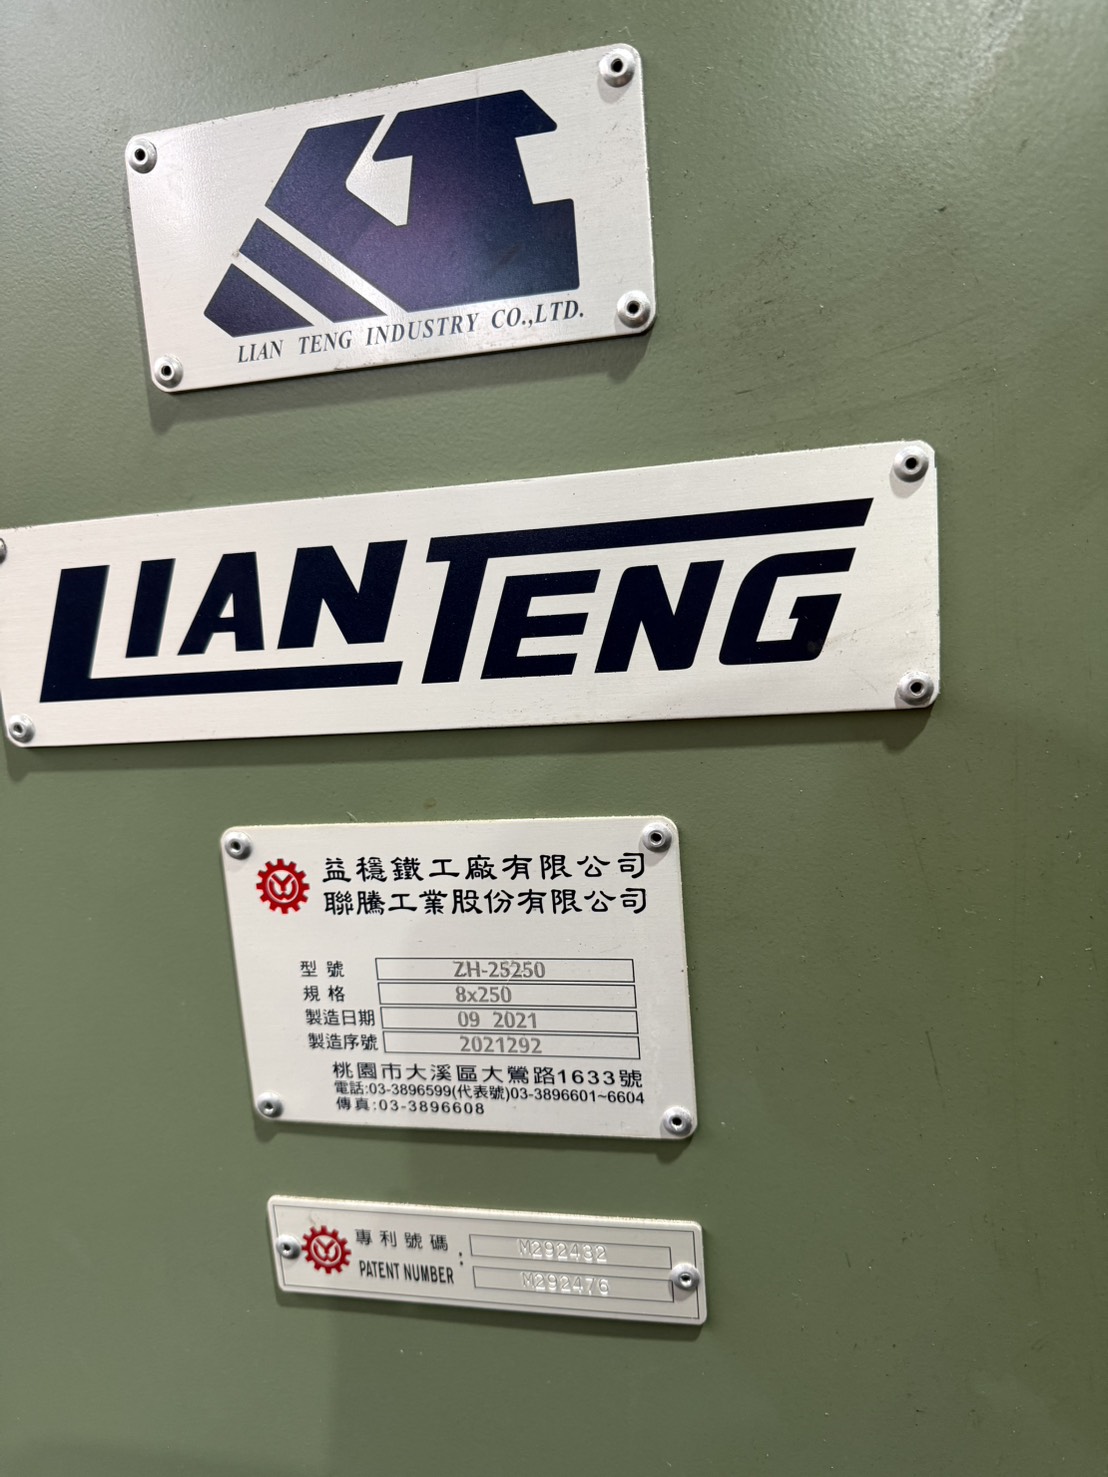 LIAN TENG INDUSTRY CO.,LTD.
LIAN TENG
益穩鐵工廠有限公司
聯騰工業股份有限公司
型號 ZH-25250
規格 8x250
製造日期 09 2021
製造序號 2021292
桃園市大溪區大鶯路1633號
電話:03-3896599(代表號)03-3896601~6604
傳真:03-3896608
專利號碼 : M292432
PATENT NUMBER M292476